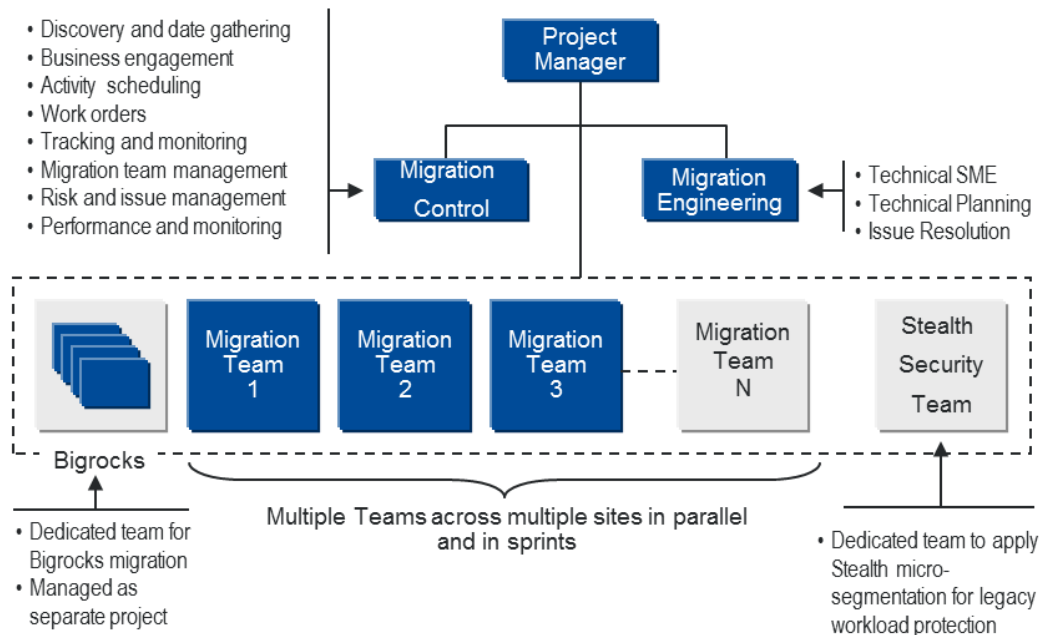 • Discovery and date gathering
• Business engagement
• Activity scheduling
• Work orders
• Tracking and monitoring
• Migration team management
• Risk and issue management
• Performance and monitoring
Project
Manager
Migration
Control
Migration
Engineering
• Technical SME
• Technical Planning
• Issue Resolution
Migration
Team
1
Migration
Team
2
Migration
Team
3
Migration
Team
N
Stealth
Security
Team
Bigrocks
• Dedicated team for
Bigrocks migration
• Managed as
separate project
Multiple Teams across multiple sites in parallel
and in sprints
• Dedicated team to apply
Stealth micro-
segmentation for legacy
workload protection